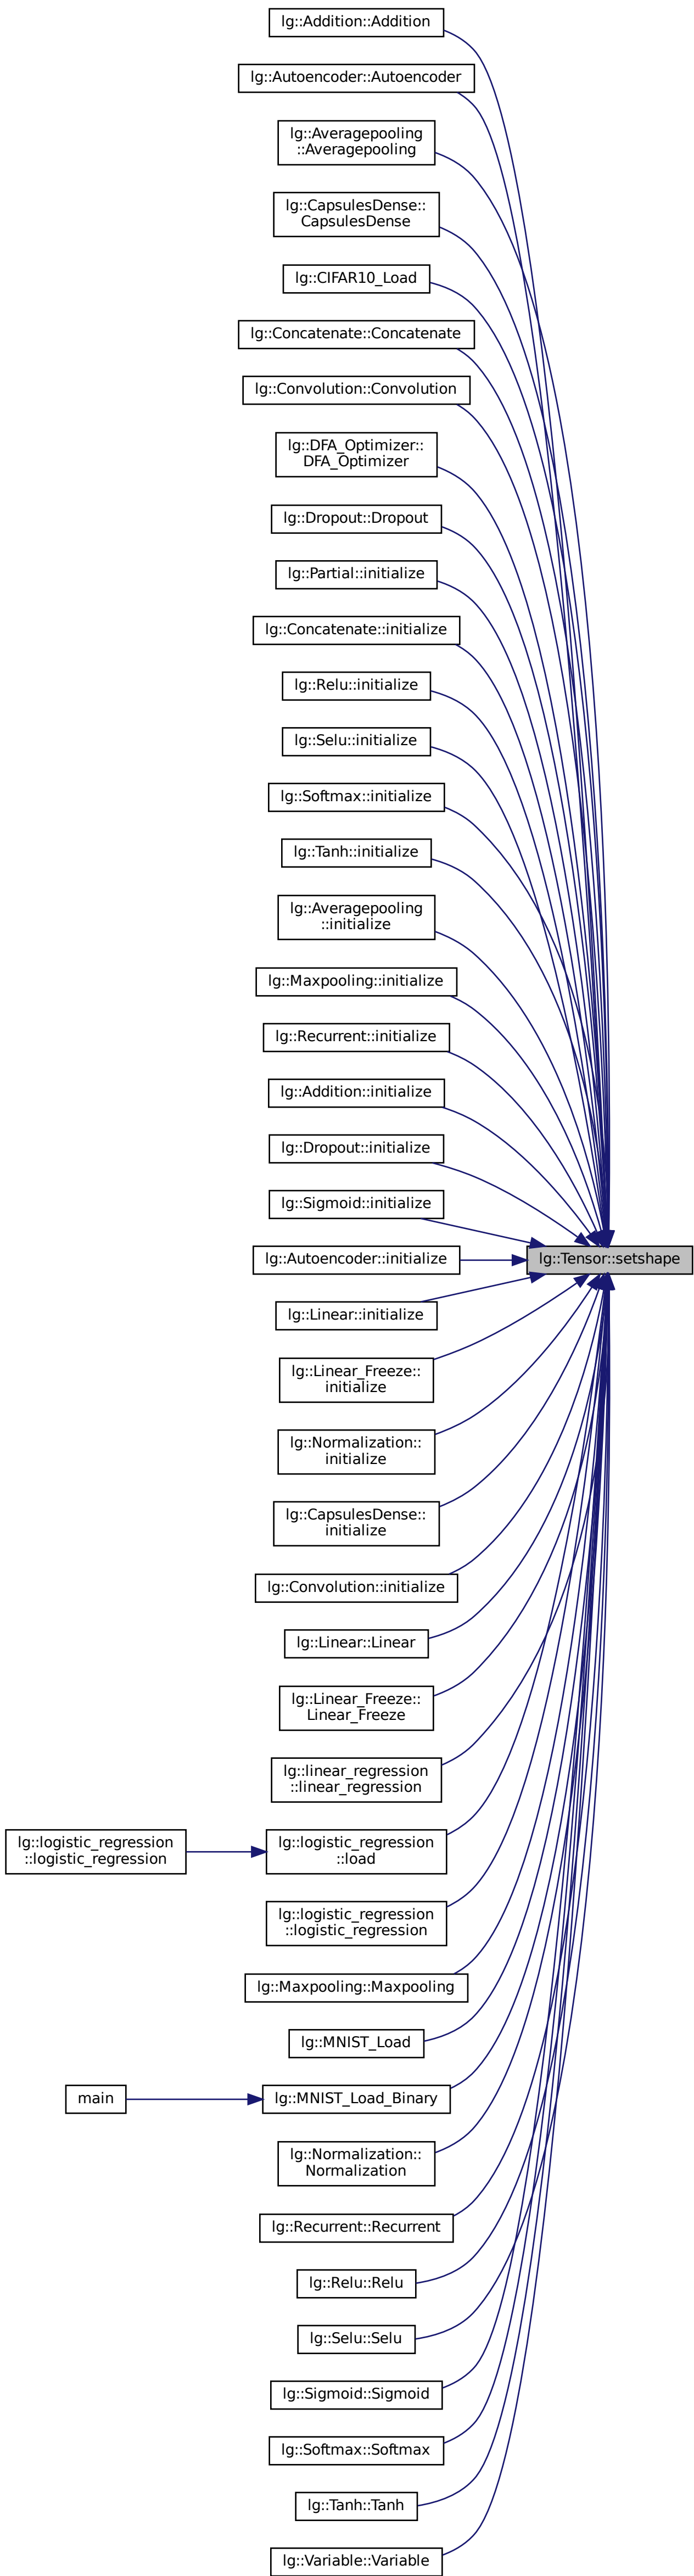 lg::Addition::Addition
lg::Autoencoder::Autoencoder
lg::Averagepooling
::Averagepooling
lg::CapsulesDense::
CapsulesDense
lg::CIFAR10_Load
lg::Concatenate::Concatenate
lg::Convolution::Convolution
lg::DFA_Optimizer::
DFA_Optimizer
lg::Dropout::Dropout
lg::Partial::initialize
lg::Concatenate::initialize
lg::Relu::initialize
lg::Selu::initialize
lg::Softmax::initialize
lg::Tanh::initialize
lg::Averagepooling
::initialize
lg::Maxpooling::initialize
lg::Recurrent::initialize
lg::Addition::initialize
lg::Dropout::initialize
lg::Sigmoid::initialize
lg::Autoencoder::initialize
lg::Tensor::setshape
lg::Linear::initialize
lg::Linear_Freeze::
initialize
lg::Normalization::
initialize
lg::CapsulesDense::
initialize
lg::Convolution::initialize
lg::Linear::Linear
lg::Linear_Freeze::
Linear_Freeze
lg::linear_regression
::linear_regression
lg::logistic_regression
::logistic_regression
lg::logistic_regression
::load
lg::logistic_regression
::logistic_regression
lg::Maxpooling::Maxpooling
lg::MNIST_Load
main
lg::MNIST_Load_Binary
lg::Normalization::
Normalization
lg::Recurrent::Recurrent
lg::Relu::Relu
lg::Selu::Selu
lg::Sigmoid::Sigmoid
lg::Softmax::Softmax
lg::Tanh::Tanh
lg::Variable::Variable